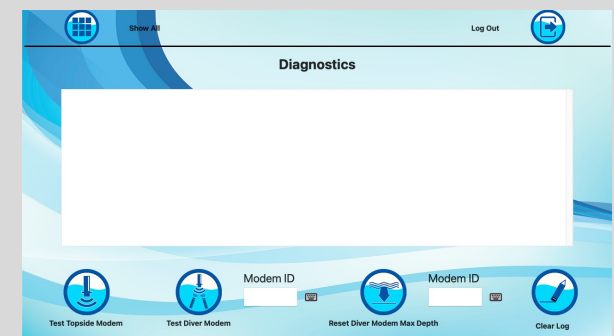 Show All
Log Out
Diagnostics
Modem ID
Modem ID
Test Topside Modem
Test Diver Modem
Reset Diver Modem Max Depth
Clear Log